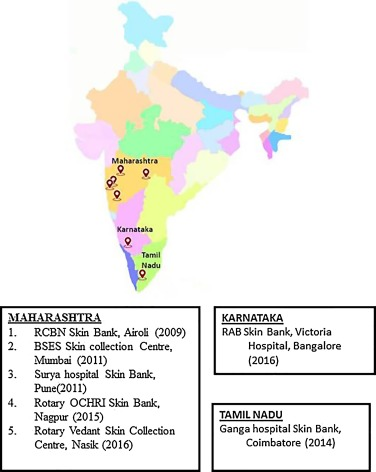 Maharashtra
Karnataka
Tamil
Nadu
MAHARASHTRA
1. RCBN Skin Bank, Airoli (2009)
2. BSES Skin collection Centre,
Mumbai (2011)
3. Surya hospital Skin Bank,
Pune(2011)
4. Rotary OCHRI Skin Bank,
Nagpur (2015)
5. Rotary Vedant Skin Collection
Centre, Nasik (2016)
KARNATAKA
RAB Skin Bank, Victoria
Hospital, Bangalore
(2016)
TAMIL NADU
Ganga hospital Skin Bank,
Coimbatore (2014)